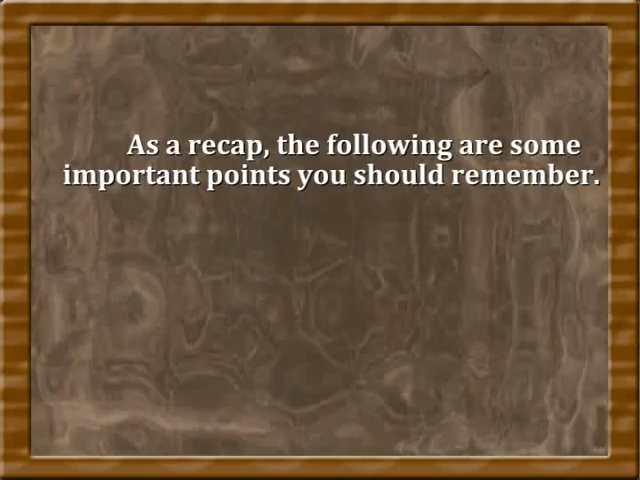 As a recap, the following are some
important points you should remember.